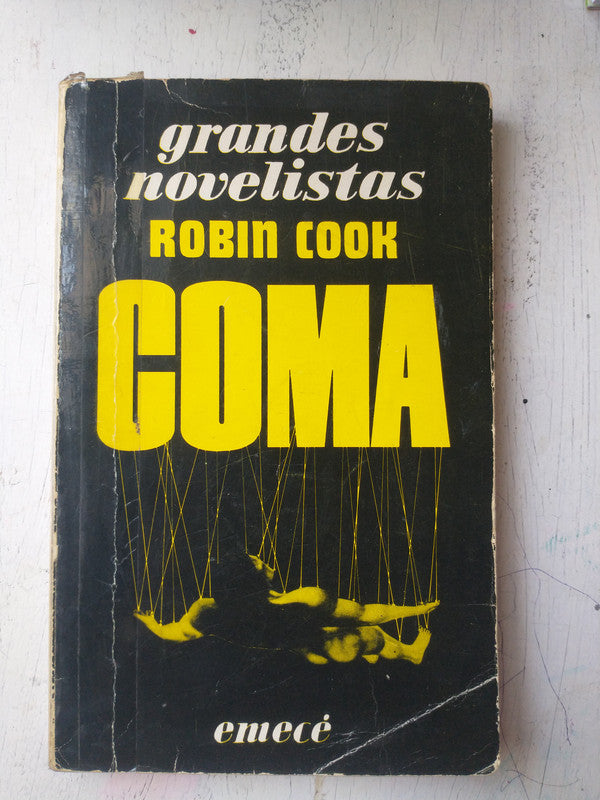 grandes
novelistas
ROBIN COOK
COMA
emecé